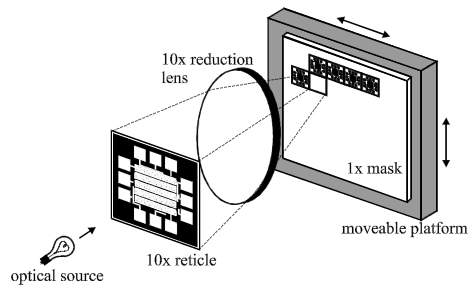 10x reduction
lens
1x mask
moveable platform
10x reticle
optical source